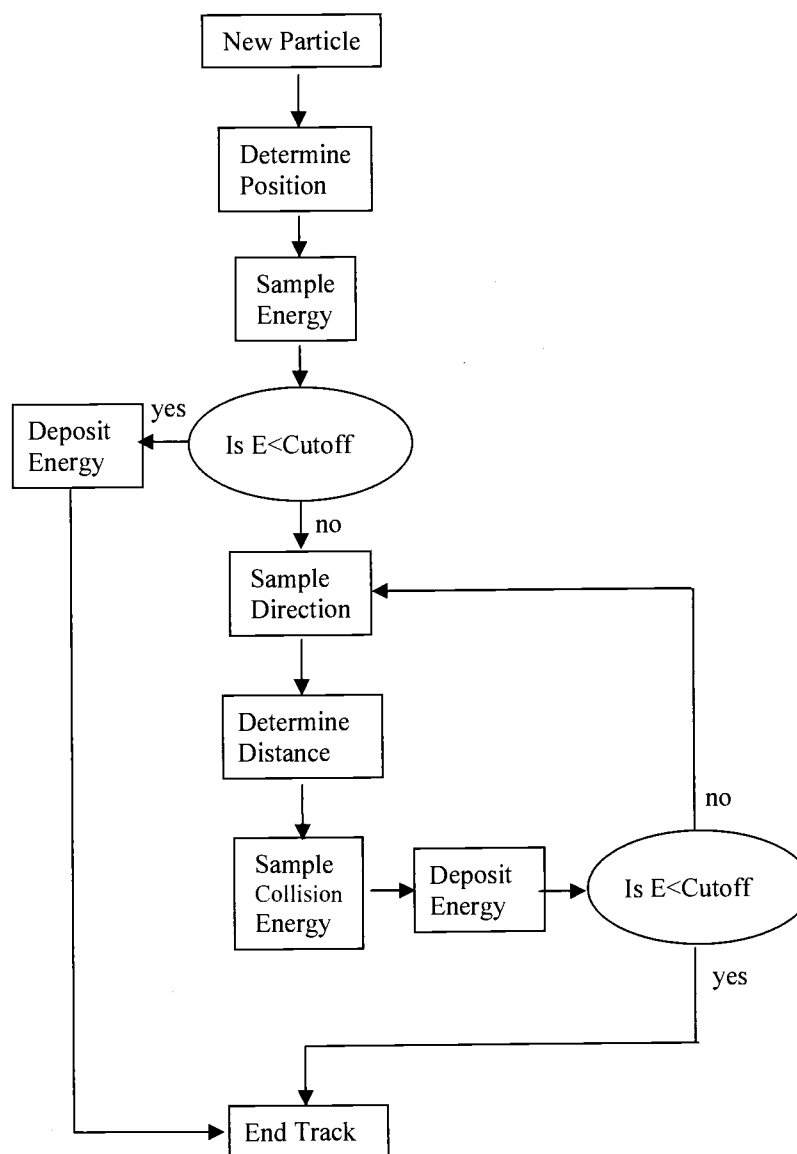 New Particle
Determine
Position
Sample
Energy
yes
Deposit
Energy
Is E<Cutoff
no
Sample
Direction
Determine
Distance
no
Sample
Collision
Energy
Deposit
Energy
Is E<Cutoff
yes
End Track